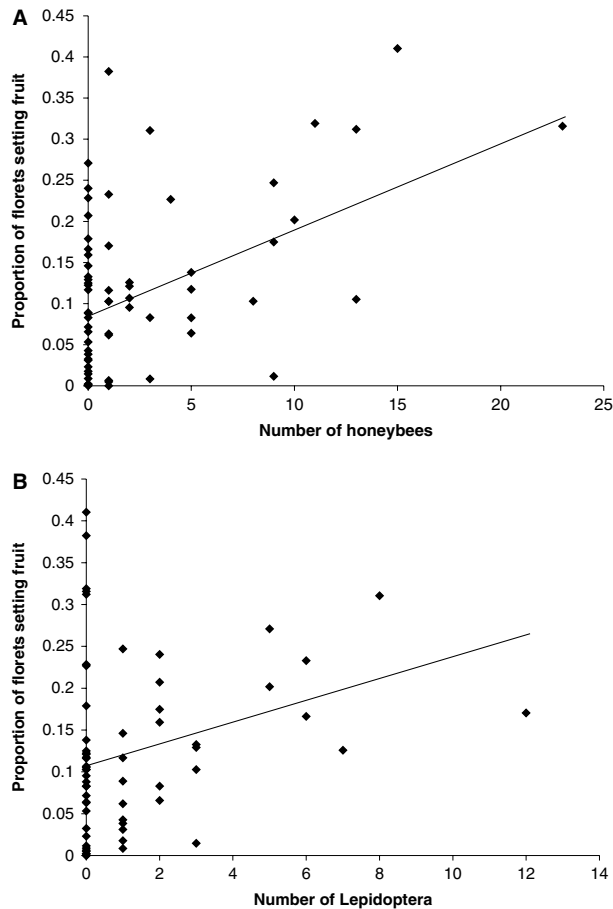 A
Proportion of florets setting fruit
0.45
0.4
0.35
0.3
0.25
0.2
0.15
0.1
0.05
0
0 5 10 15 20 25
Number of honeybees
B
Proportion of florets setting fruit
0.45
0.4
0.35
0.3
0.25
0.2
0.15
0.1
0.05
0
0 2 4 6 8 10 12 14
Number of Lepidoptera